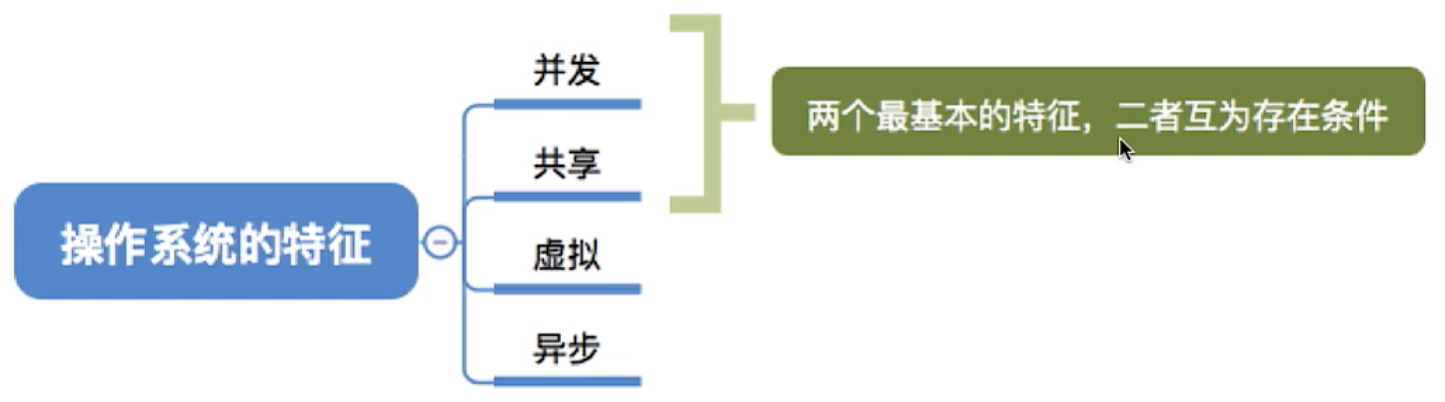 操作系统的特征
并发
共享
虚拟
异步
两个最基本的特征，二者互为存在条件